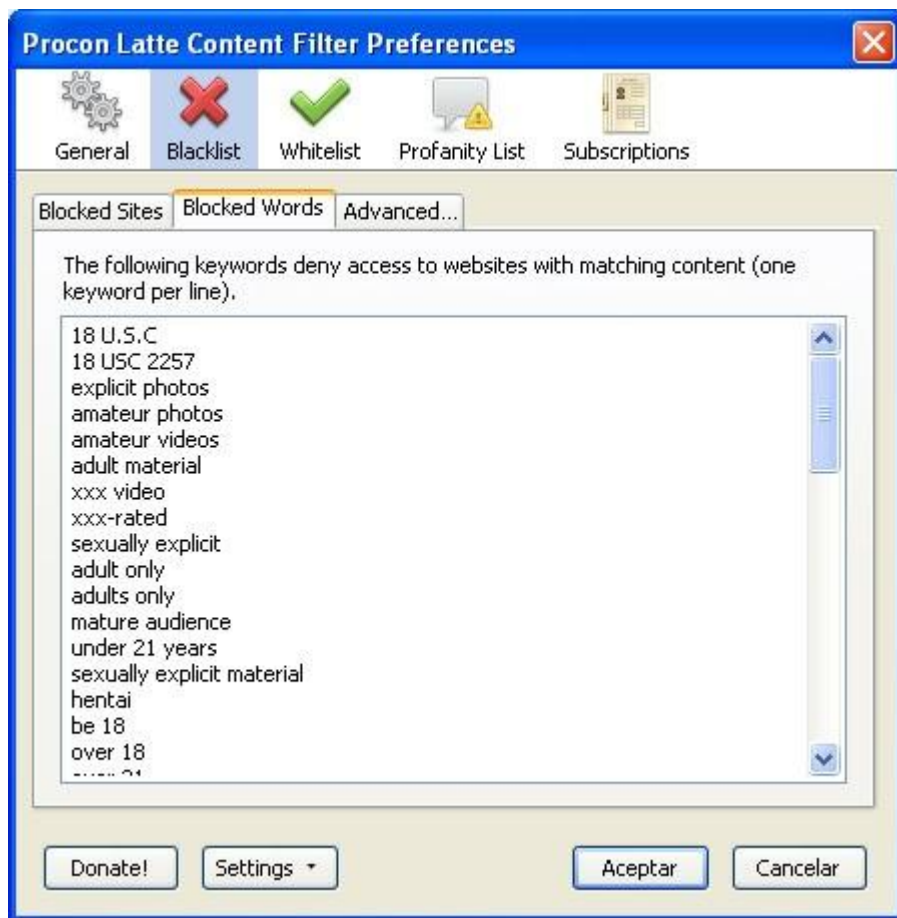 Procon Latte Content Filter Preferences
General Blacklist Whitelist Profanity List Subscriptions
Blocked Sites Blocked Words Advanced...
The following keywords deny access to websites with matching content (one
keyword per line).
18 U.S.C
18 USC 2257
explicit photos
amateur photos
amateur videos
adult material
xxx video
xxx-rated
sexually explicit
adult only
adults only
mature audience
under 21 years
sexually explicit material
hentai
be 18
over 18
Donate! Settings Aceptar Cancelar